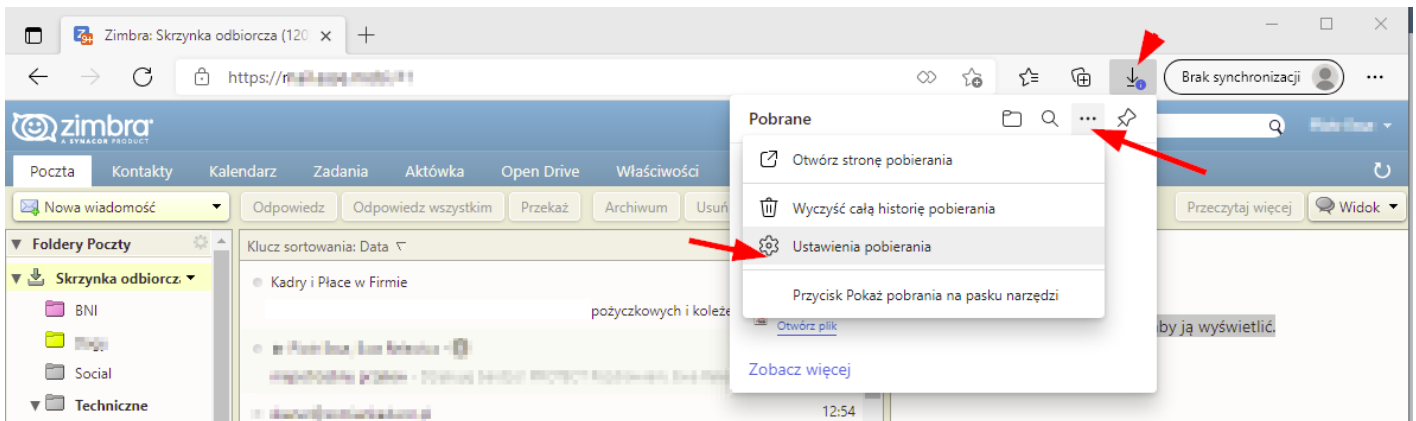 Zimbra: Skrzynka odbiorcza (120
https://m
Brak synchronizacji
zimbra
A SYNACOR PRODUCT
Pobrane
Poczta Kontakty Kalendarz Zadania Aktówka Open Drive Właściwości
Otwórz stronę pobierania
Nowa wiadomość Odpowiedz Odpowiedz wszystkim Przekaż Archiwum Usuń
Wyczyść całą historię pobierania
Przeczytaj więcej Widok
Foldery Poczty
Klucz sortowania: Data
Ustawienia pobierania
Skrzynka odbiorcz
Kadry i Płace w Firmie
Przycisk Pokaż pobrania na pasku narzędzi
BNI
pożyczkowych i koleże
Otwórz plik
by ją wyświetlić.
Social
Zobacz więcej
Techniczne
12:54